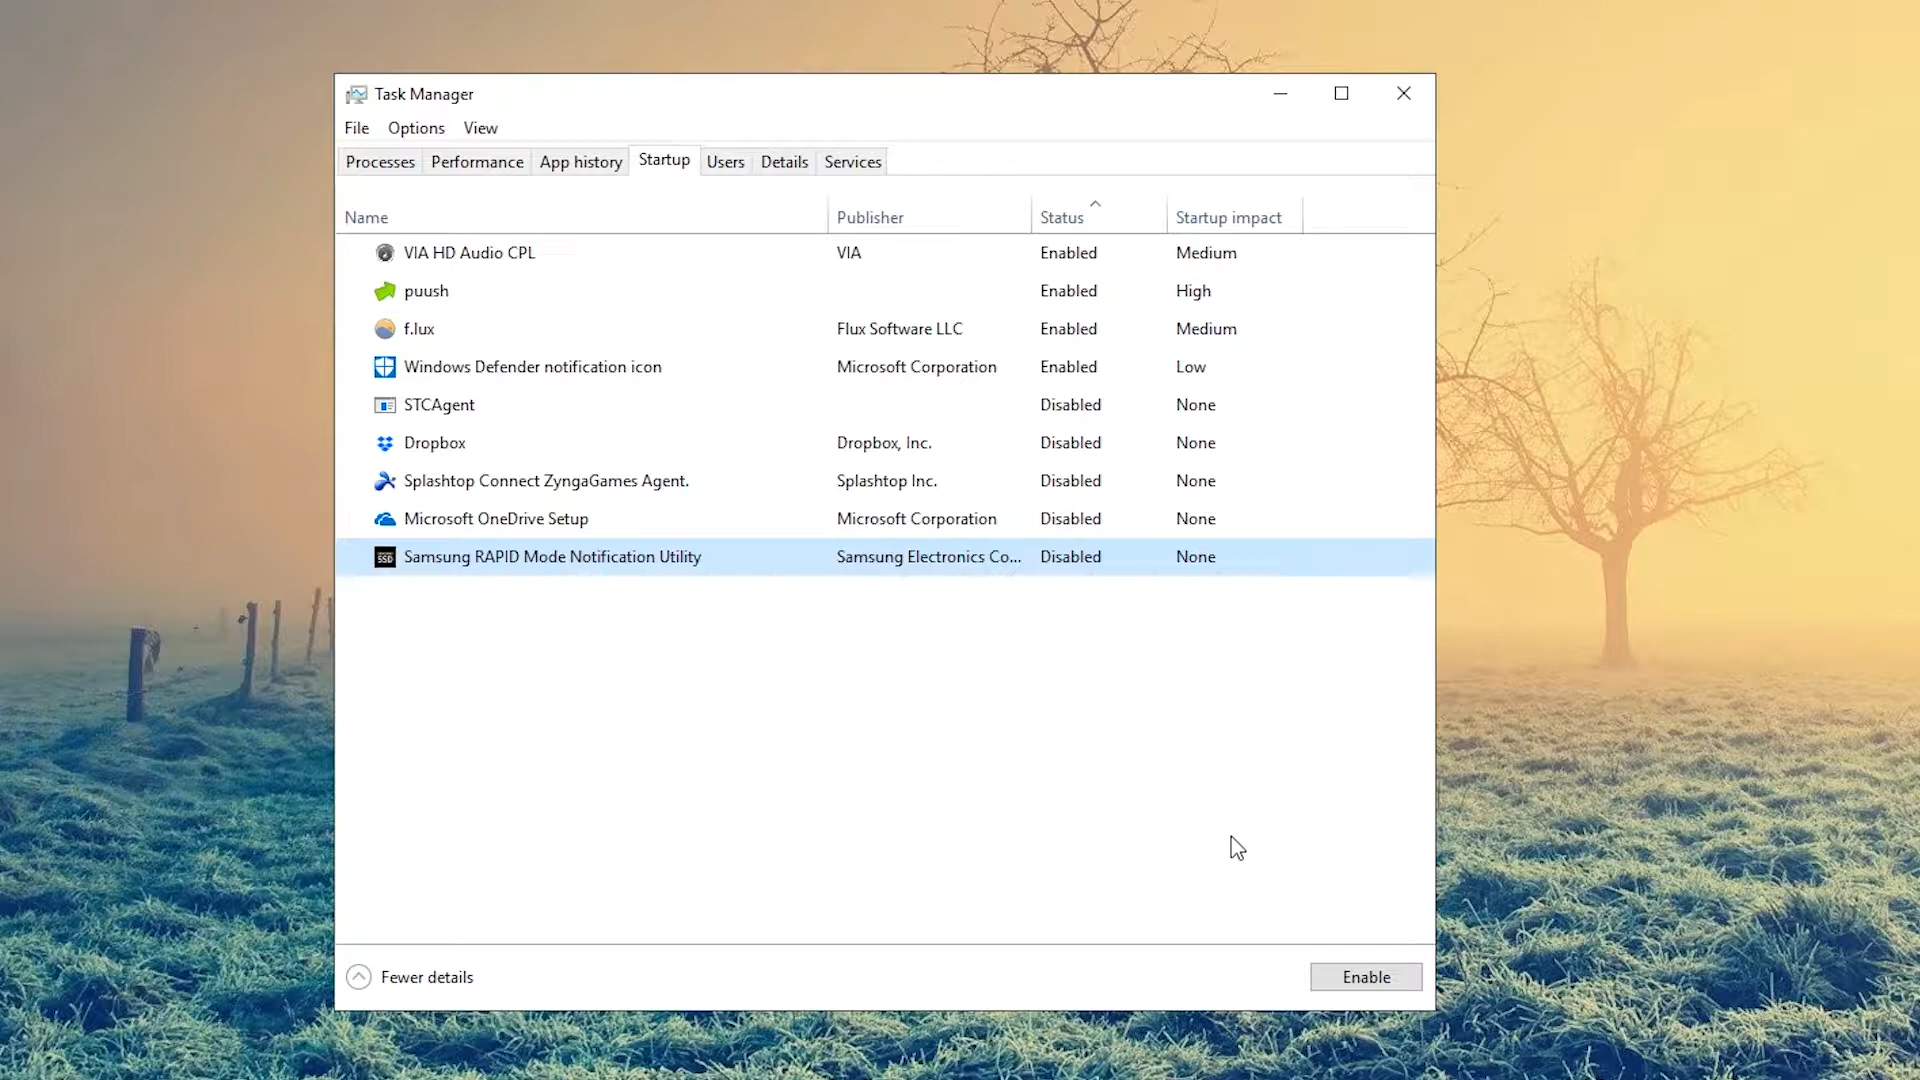 Task Manager
File Options View
Processes Performance App history Startup Users Details Services
Name Publisher Status Startup impact
VIA HD Audio CPL VIA Enabled Medium
puush Enabled High
f.lux Flux Software LLC Enabled Medium
Windows Defender notification icon Microsoft Corporation Enabled Low
STCAgent Disabled None
Dropbox Dropbox, Inc. Disabled None
Splashtop Connect ZyngaGames Agent. Splashtop Inc. Disabled None
Microsoft OneDrive Setup Microsoft Corporation Disabled None
SSD Samsung RAPID Mode Notification Utility Samsung Electronics Co... Disabled None
Fewer details Enable